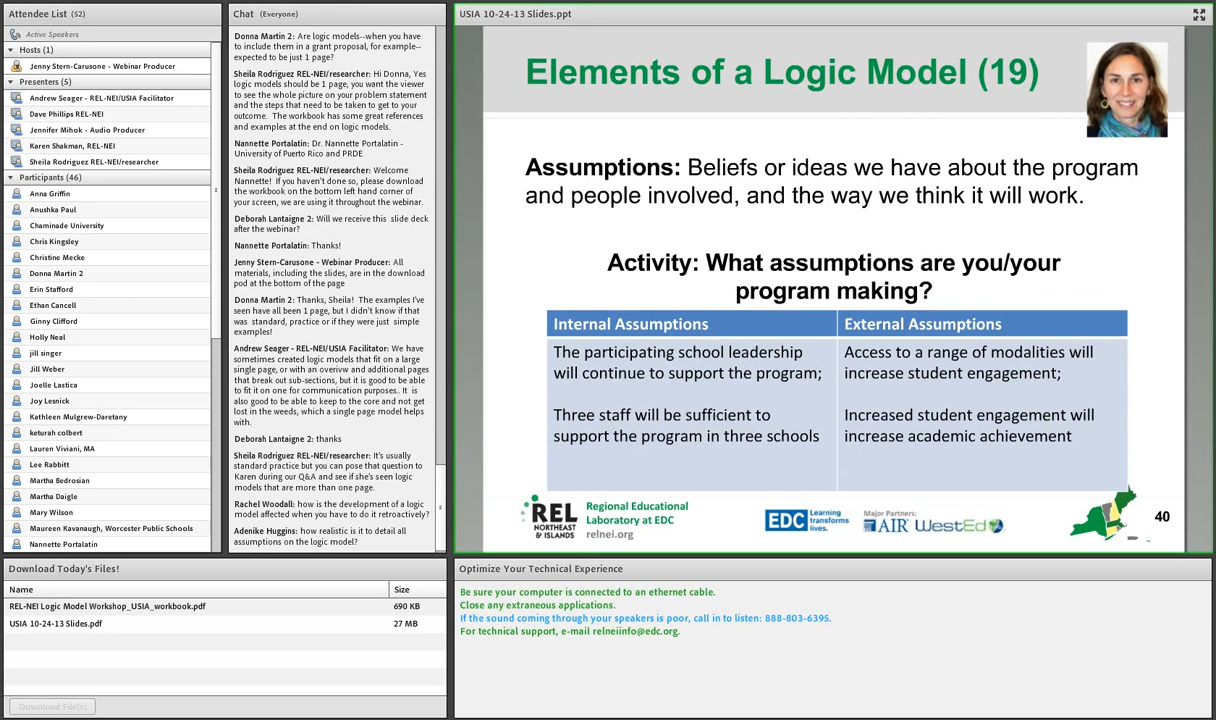 Attendee List (52)
Active Speakers
Hosts (1)
Jenny Stern-Carusone - Webinar Producer
Presenters (5)
Andrew Seager - REL-NEI/USIA Facilitator
Dave Phillips REL-NEI
Jennifer Mihok - Audio Producer
Karen Shakman, REL-NEI
Sheila Rodriguez REL-NEI/researcher
Participants (46)
Anna Griffin
Anushka Paul
Chaminade University
Chris Kingsley
Christine Mecke
Donna Martin 2
Erin Stafford
Ethan Cancell
Ginny Clifford
Holly Neal
jill singer
Jill Weber
Joelle Lastica
Joy Lesnick
Kathleen Mulgrew-Daretany
keturah colbert
Lauren Viviani, MA
Lee Rabbitt
Martha Bedrosian
Martha Daigle
Mary Wilson
Maureen Kavanaugh, Worcester Public Schools
Nannette Portalatin
Chat (Everyone)
Donna Martin 2: Are logic models--when you have
to include them in a grant proposal, for example--
expected to be just 1 page?
Sheila Rodriguez REL-NEI/researcher: Hi Donna, Yes
logic models should be 1 page, you want the viewer
to see the whole picture on your problem statement
and the steps that need to be taken to get to your
outcome. The workbook has some great references
and examples at the end on logic models.
Nannette Portalatin: Dr. Nannette Portalatin -
University of Puerto Rico and PRDE
Sheila Rodriguez REL-NEI/researcher: Welcome
Nannette! If you haven't done so, please download
the workbook on the bottom left hand corner of
your screen, we are using it throughout the webinar.
Deborah Lantaigne 2: Will we receive this slide deck
after the webinar?
Nannette Portalatin: Thanks!
Jenny Stern-Carusone - Webinar Producer: All
materials, including the slides, are in the download
pod at the bottom of the page
Donna Martin 2: Thanks, Sheila! The examples I've
seen have all been 1 page, but I didn't know if that
was standard, practice or if they were just simple
examples!
Andrew Seager - REL-NEI/USIA Facilitator: We have
sometimes created logic models that fit on a large
single page, or with an overivw and additional pages
that break out sub-sections, but it is good to be able
to fit it on one for communication purposes.. It is
also good to be able to keep to the core and not get
lost in the weeds, which a single page model helps
with.
Deborah Lantaigne 2: thanks
Sheila Rodriguez REL-NEI/researcher: It's usually
standard practice but you can pose that question to
Karen during our Q&A and see if she's seen logic
models that are more than one page.
Rachel Woodall: how is the development of a logic
model affected when you have to do it retroactively?
Adenike Huggins: how realistic is it to detail all
assumptions on the logic model?
USIA 10-24-13 Slides.ppt
Elements of a Logic Model (19)
Assumptions: Beliefs or ideas we have about the program
and people involved, and the way we think it will work.
Activity: What assumptions are you/your
program making?
Internal Assumptions
The participating school leadership
will continue to support the program;
Three staff will be sufficient to
support the program in three schools
External Assumptions
Access to a range of modalities will
increase student engagement;
Increased student engagement will
increase academic achievement
REL
NORTHEAST
& ISLANDS
Regional Educational
Laboratory at EDC
relnei.org
EDC Learning
transforms
lives.
Major Partners:
AIR WestEd
40
Download Today's Files!
Name Size
REL-NEI Logic Model Workshop_USIA_workbook.pdf 690 KB
USIA 10-24-13 Slides.pdf 27 MB
Download File(s)
Optimize Your Technical Experience
Be sure your computer is connected to an ethernet cable.
Close any extraneous applications.
If the sound coming through your speakers is poor, call in to listen: 888-803-6395.
For technical support, e-mail relneiinfo@edc.org.